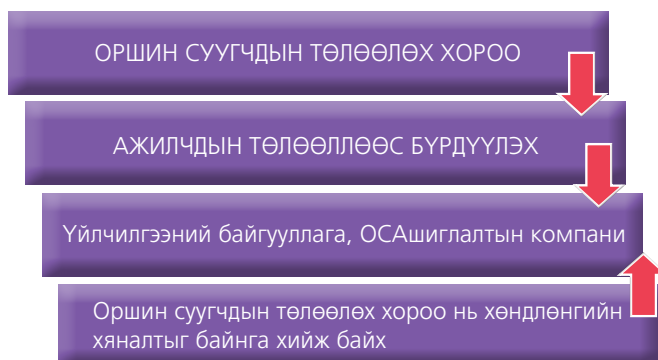 ОРШИН СУУГЧДЫН ТӨЛӨӨЛӨХ ХОРОО
АЖИЛЧДЫН ТӨЛӨӨЛЛӨӨС БҮРДҮҮЛЭХ
Үйлчилгээний байгууллага, ОСАшиглалтын компани
Оршин суугчдын төлөөлөх хороо нь хөндлөнгийн
хяналтыг байнга хийж байх